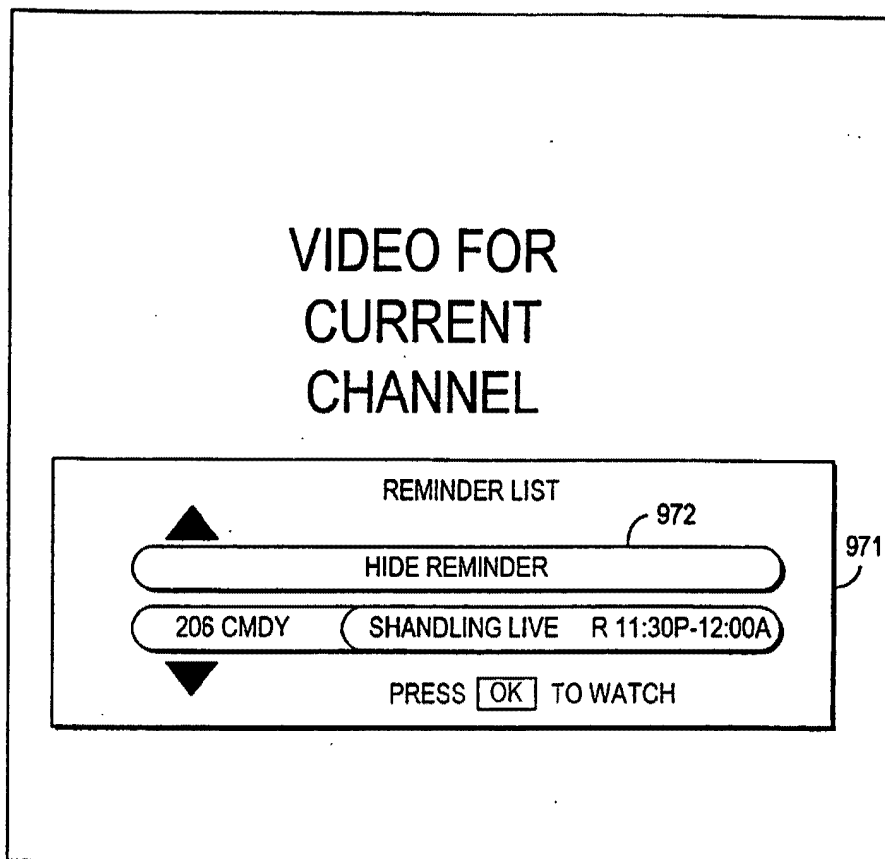 VIDEO FOR
CURRENT
CHANNEL
REMINDER LIST
972
971
HIDE REMINDER
206 CMDY SHANDLING LIVE R 11:30P-12:00A
PRESS OK TO WATCH